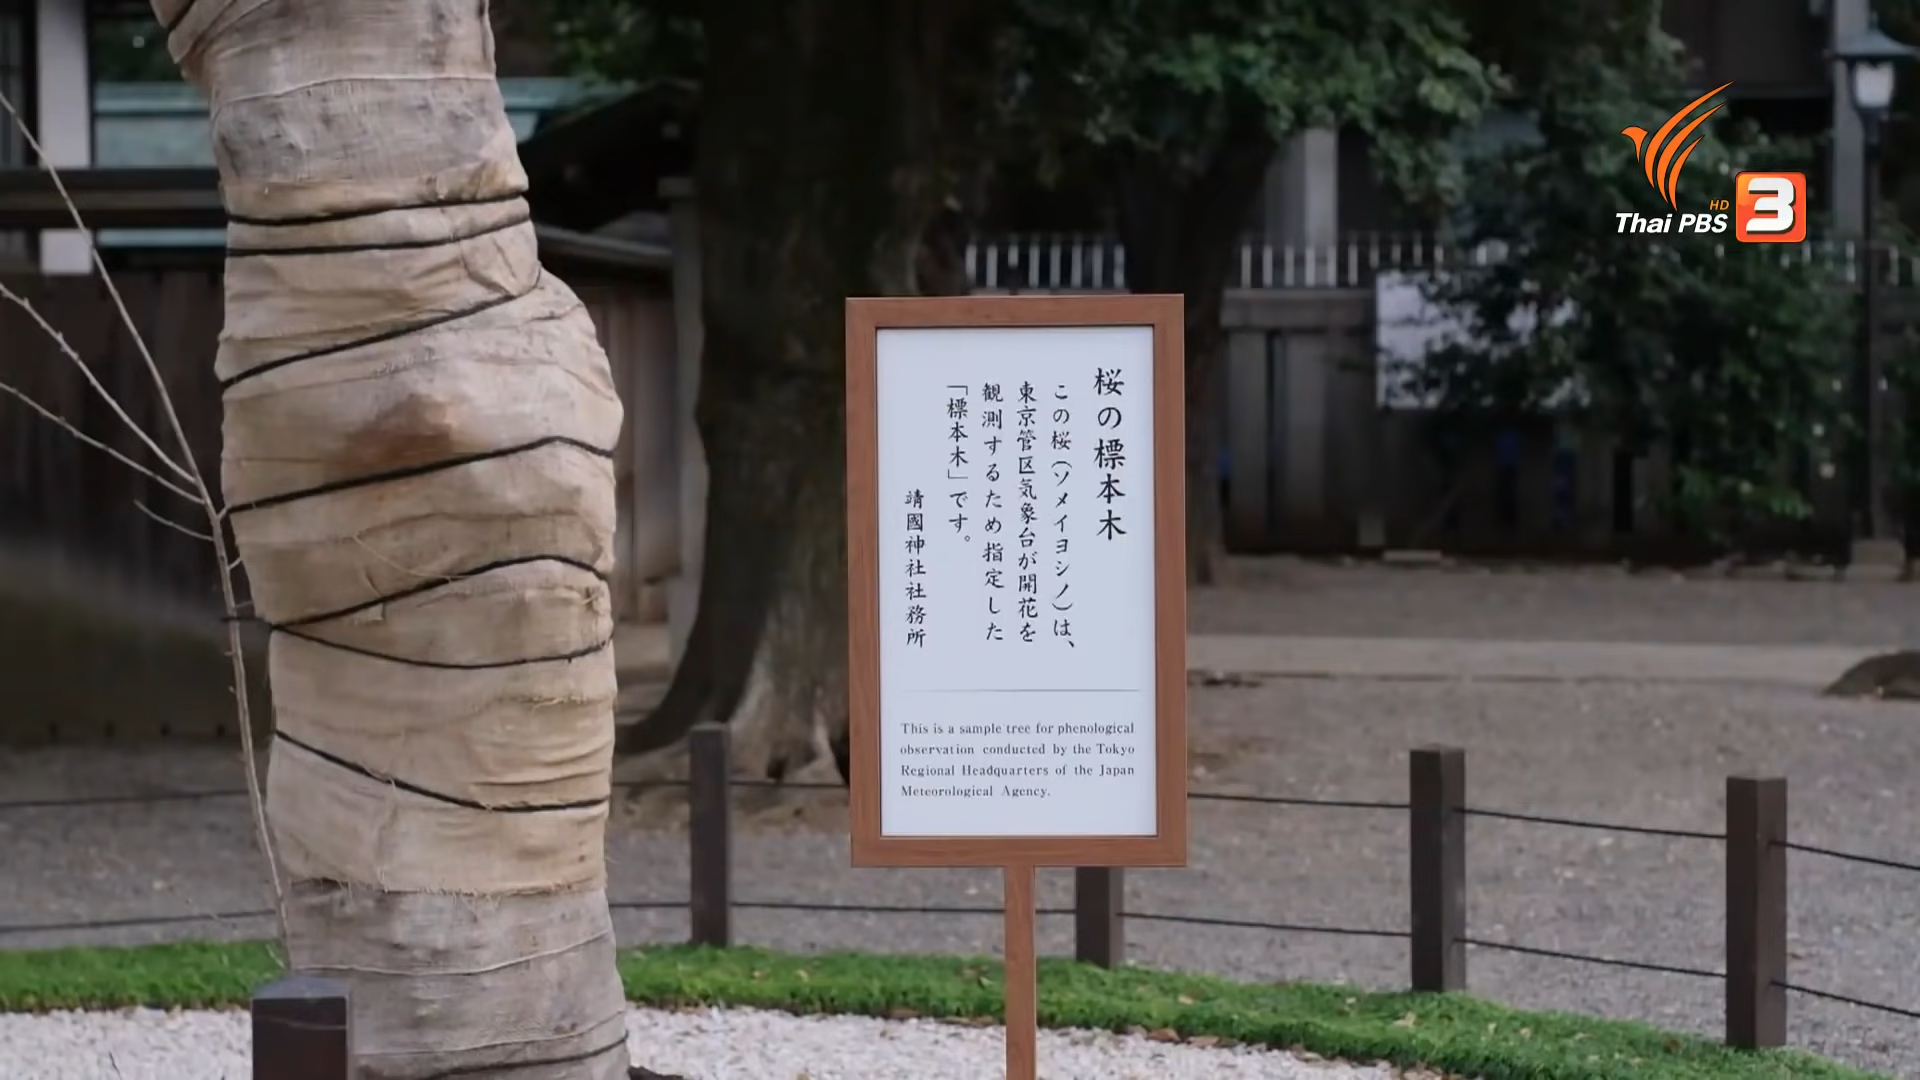 桜の標本木
この桜(ソメイヨシノ)は、
東京管区気象台が開花を
観測するため指定した
「標本木」です。
靖國神社社務所
This is a sample tree for phenological
observation conducted by the Tokyo
Regional Headquarters of the Japan
Meteorological Agency.
HD
Thai PBS 3